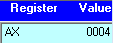 Register Value
AX 0004